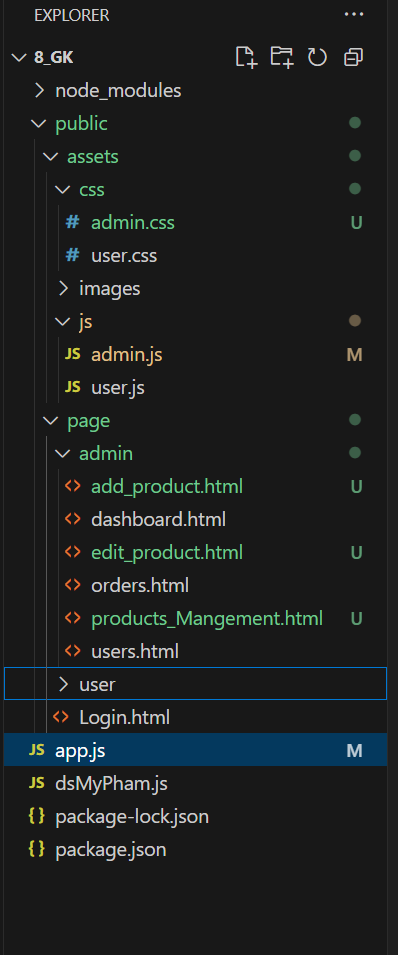 EXPLORER
8_GK
node_modules
public
assets
css
# admin.css U
# user.css
images
js
JS admin.js M
JS user.js
page
admin
<> add_product.html U
<> dashboard.html
<> edit_product.html U
<> orders.html
<> products_Mangement.html U
<> users.html
user
<> Login.html
JS app.js M
JS dsMyPham.js
{} package-lock.json
{} package.json